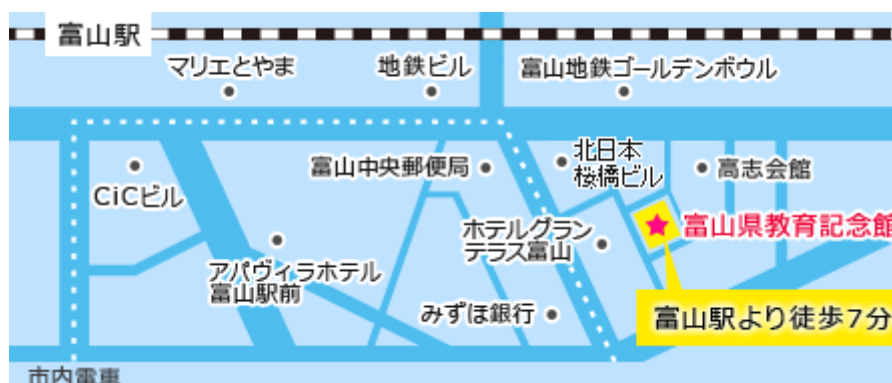 富山駅
マリエとやま
地鉄ビル
富山地鉄ゴールデンボウル
北日本
桜橋ビル
富山中央郵便局
高志会館
CiCビル
ホテルグラン
テラス富山
富山県教育記念館
アパヴィラホテル
富山駅前
みずほ銀行
富山駅より徒歩7分
市内電車